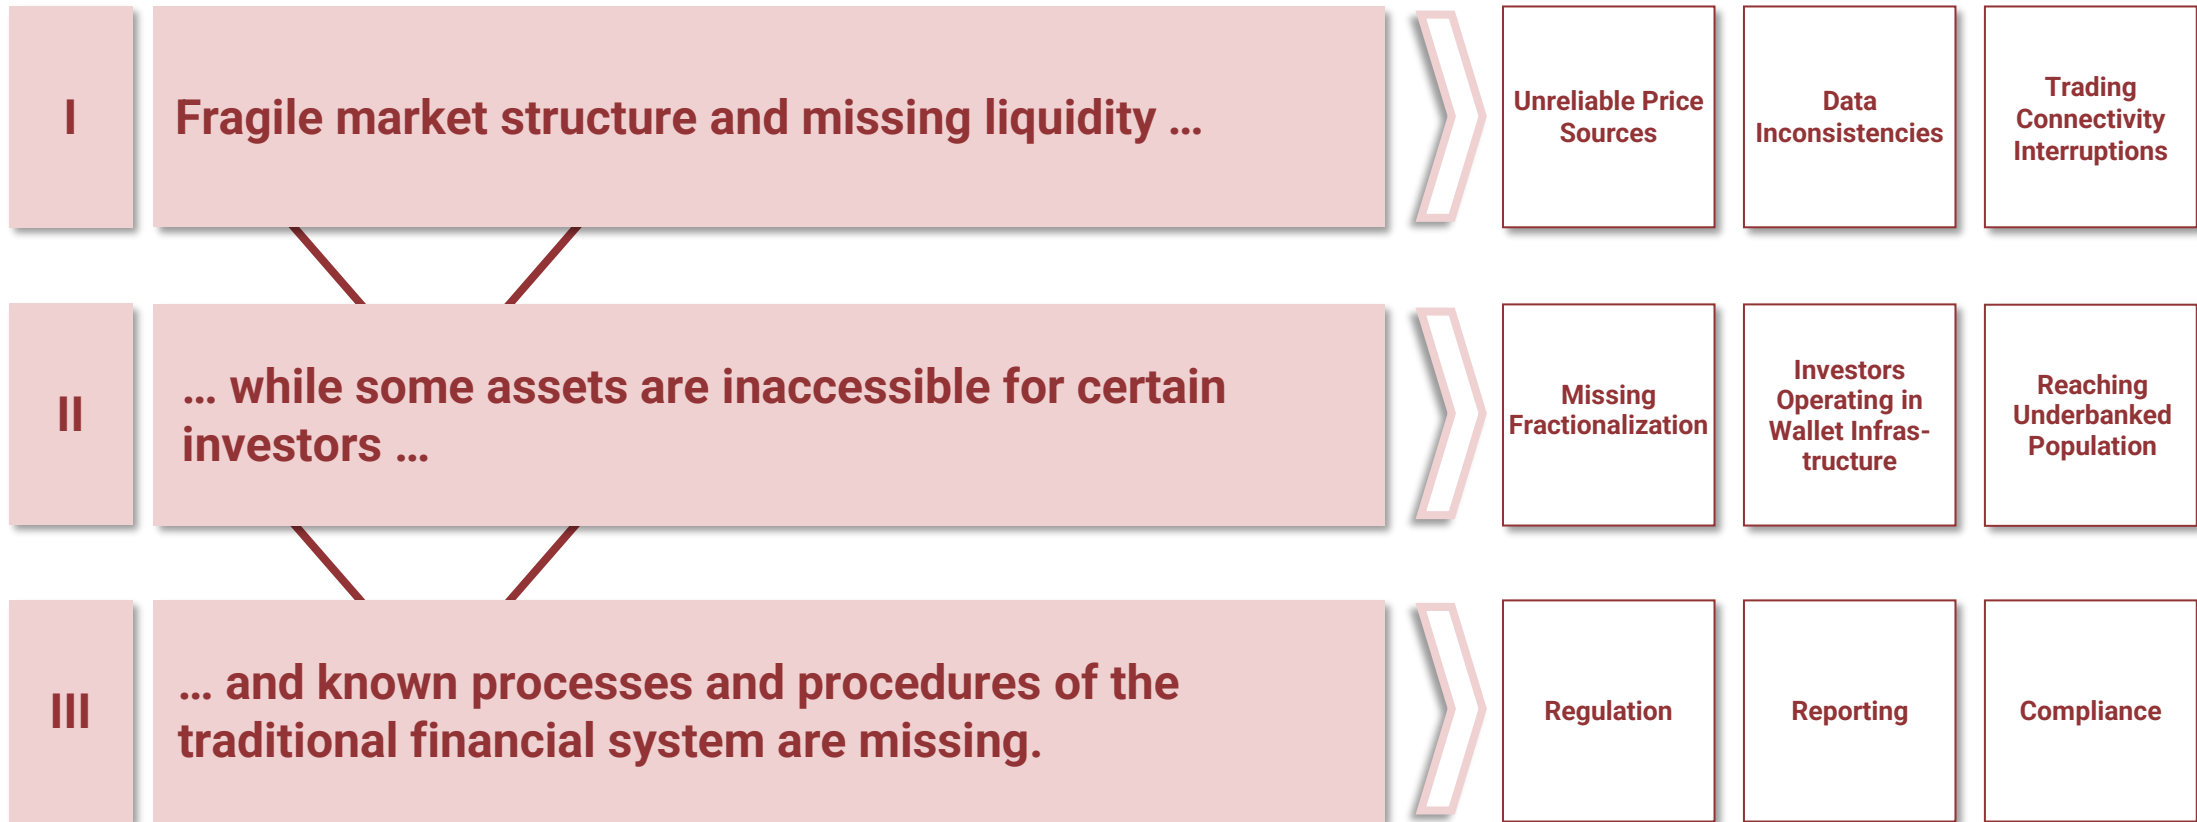 I
Fragile market structure and missing liquidity ...
Unreliable Price
Sources
Data
Inconsistencies
Trading
Connectivity
Interruptions
II
... while some assets are inaccessible for certain
investors ...
Missing
Fractionalization
Investors
Operating in
Wallet Infras-
tructure
Reaching
Underbanked
Population
III
... and known processes and procedures of the
traditional financial system are missing.
Regulation
Reporting
Compliance